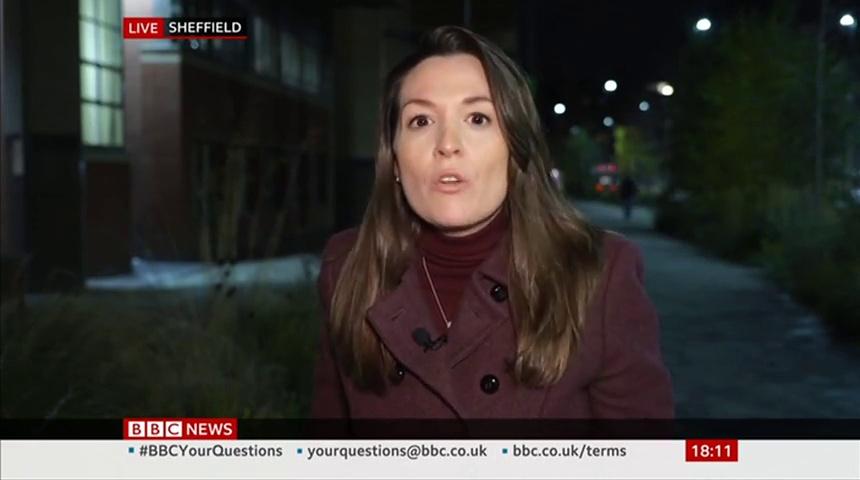 LIVE SHEFFIELD
BBC NEWS
#BBCYourQuestions yourquestions@bbc.co.uk bbc.co.uk/terms 18:11